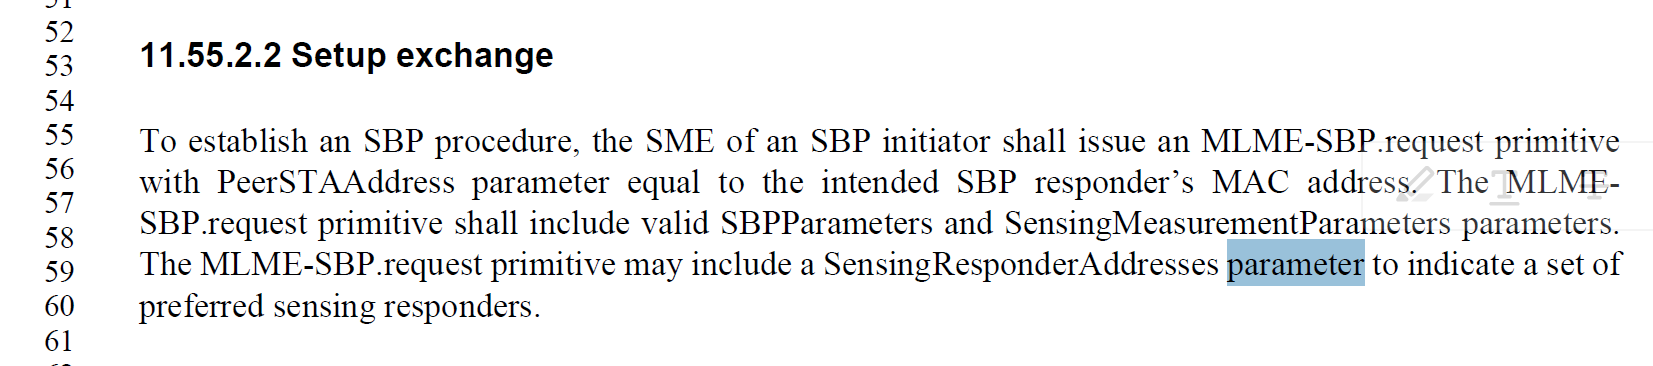 52
11.55.2.2 Setup exchange
53
54
55 To establish an SBP procedure, the SME of an SBP initiator shall issue an MLME-SBP.request primitive
56 with PeerSTAAddress parameter equal to the intended SBP responder’s MAC address. The MLME-
57 SBP.request primitive shall include valid SBPParameters and SensingMeasurementParameters parameters.
58
59 The MLME-SBP.request primitive may include a SensingResponderAddresses parameter to indicate a set of
60 preferred sensing responders.
61